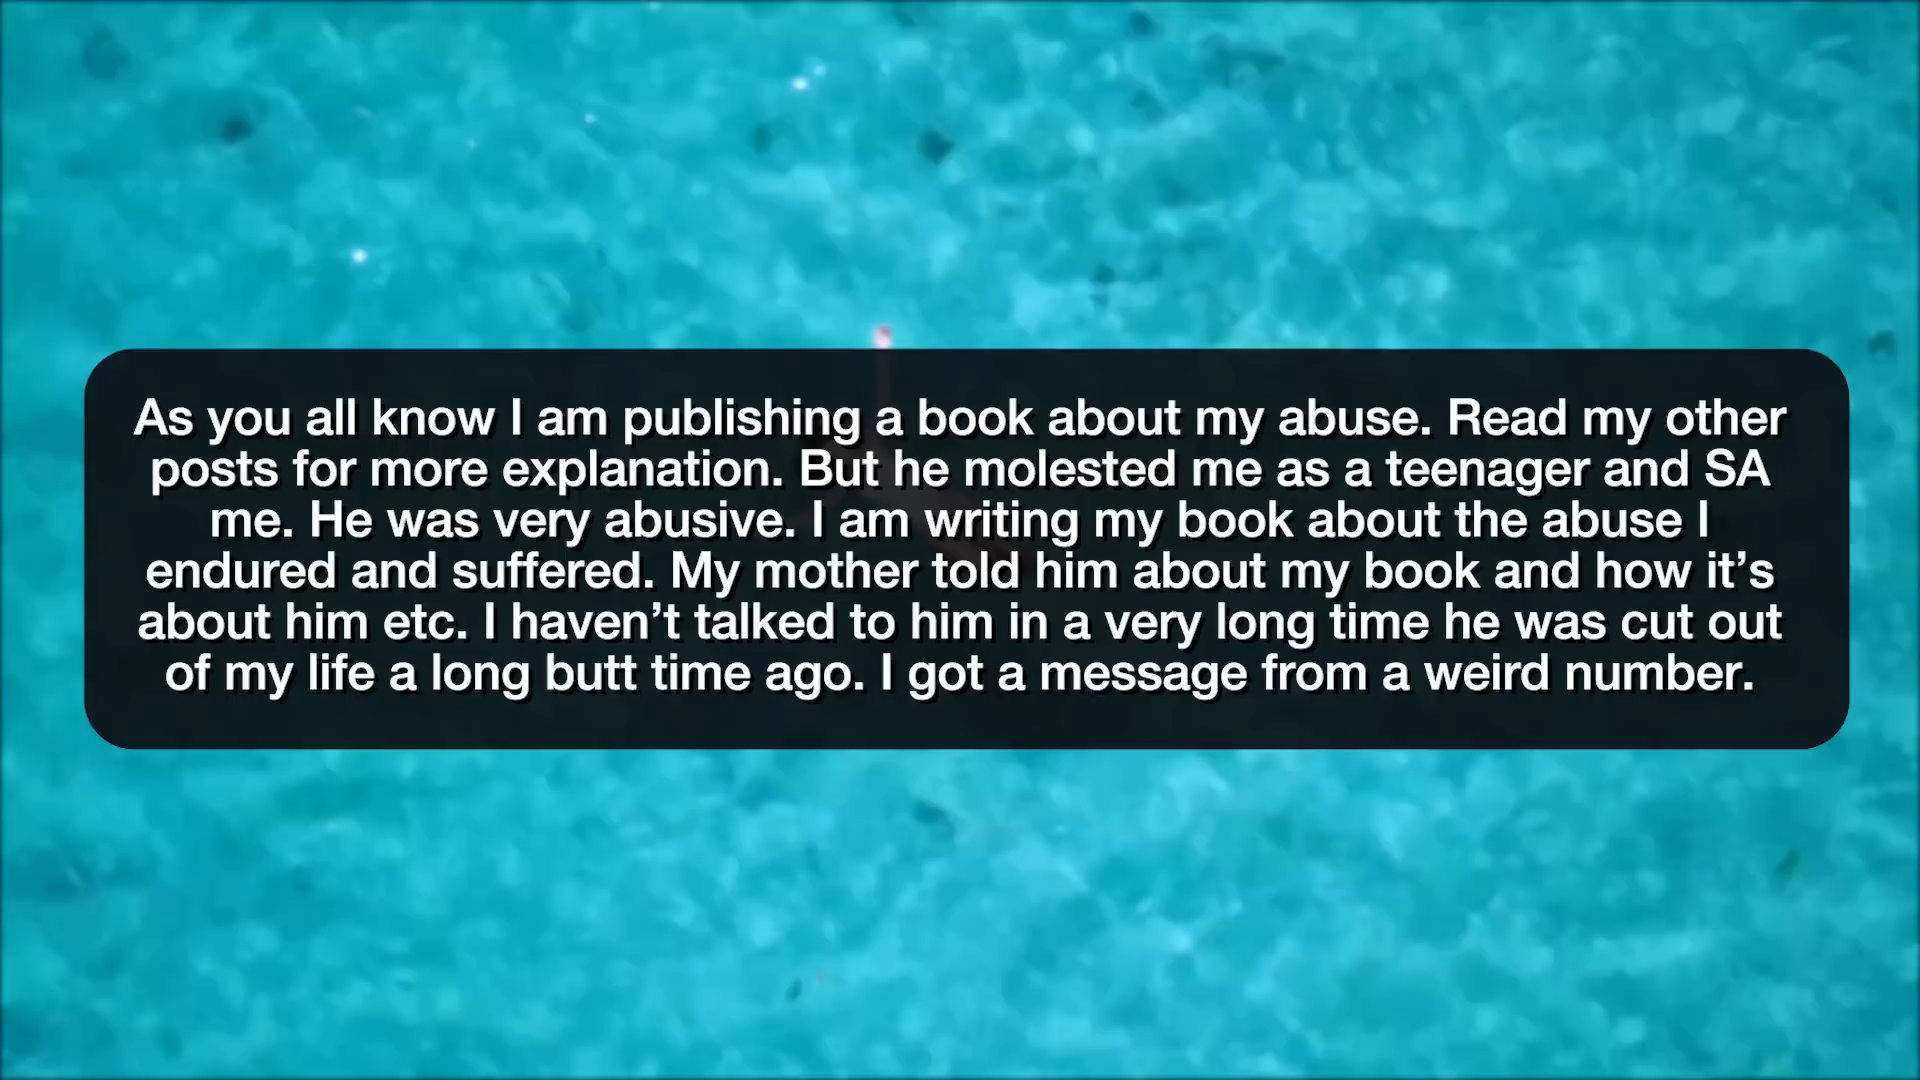 As you all know I am publishing a book about my abuse. Read my other
posts for more explanation. But he molested me as a teenager and SA
me. He was very abusive. I am writing my book about the abuse I
endured and suffered. My mother told him about my book and how it’s
about him etc. I haven’t talked to him in a very long time he was cut out
of my life a long butt time ago. I got a message from a weird number.